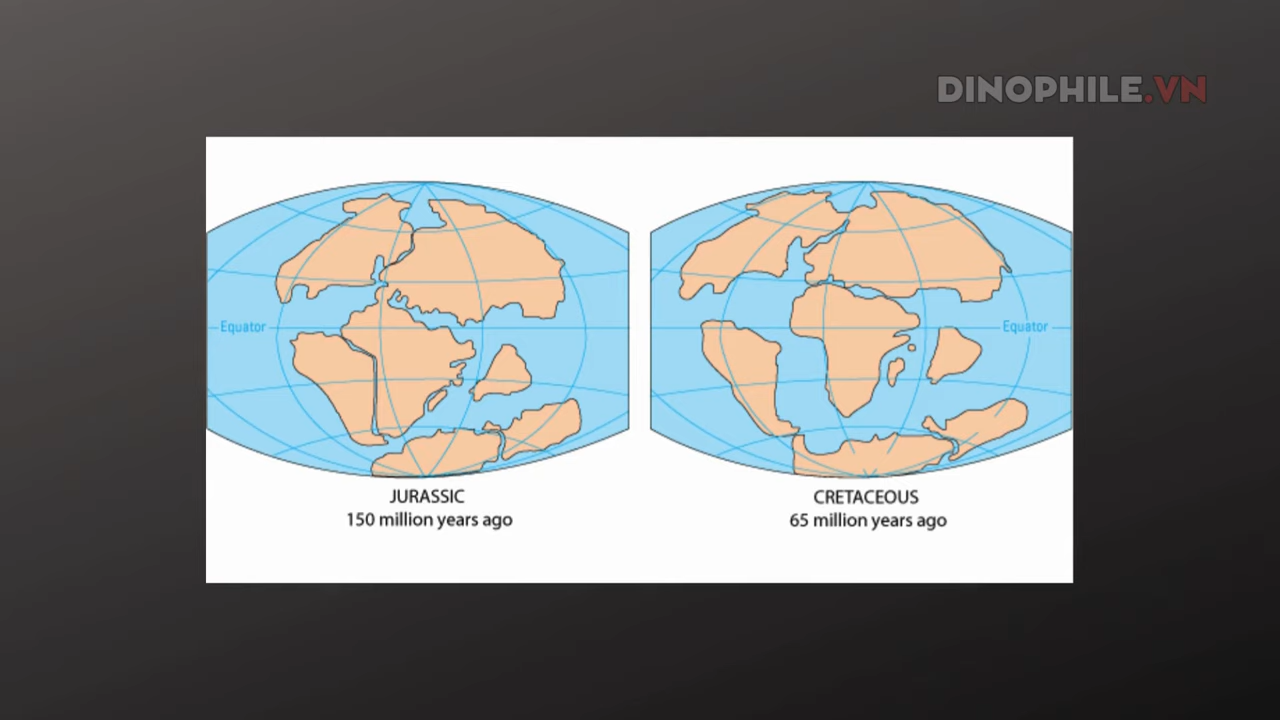 DINOPHILE.VN
Equator
Equator
JURASSIC
150 million years ago
CRETACEOUS
65 million years ago